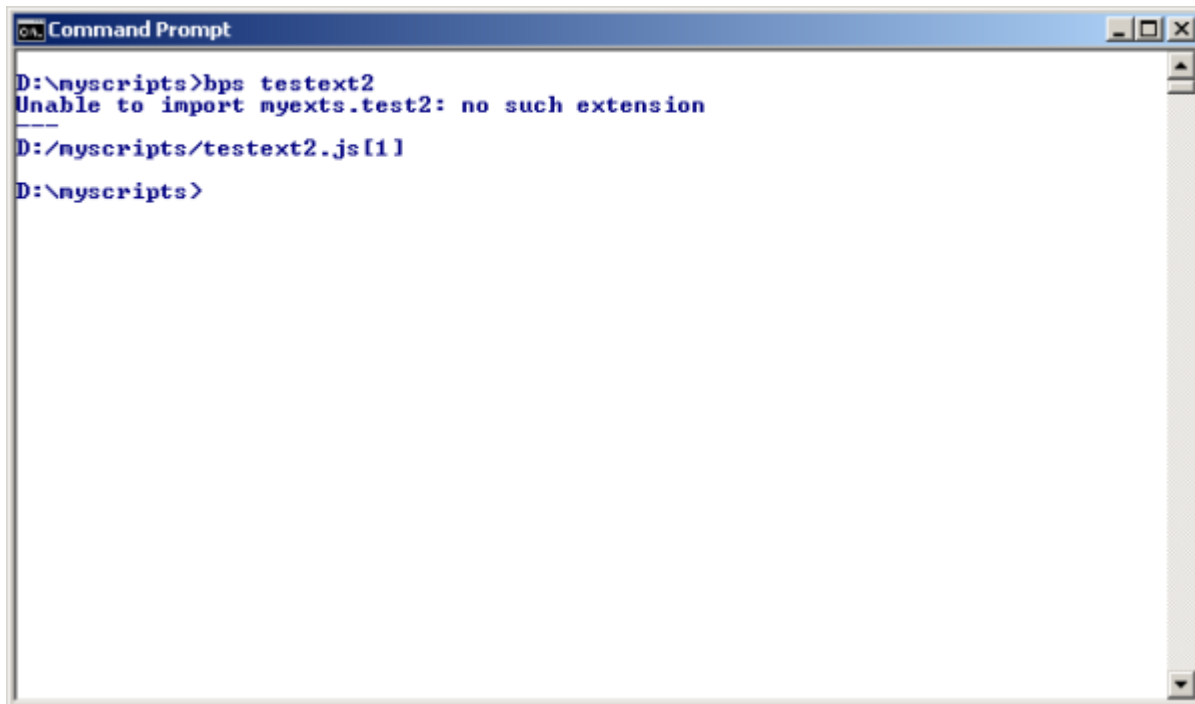 Command Prompt
D:\myscripts>bps testext2
Unable to import myexts.test2: no such extension
---
D:/myscripts/testext2.js[1]
D:\myscripts>